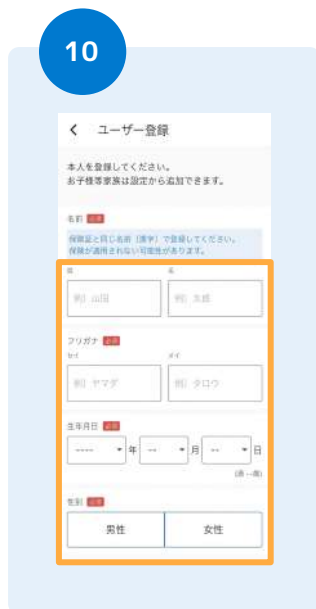 10
ユーザー登録
本人を登録してください。
お子様等家族は設定から追加できます。
名前 必須
保険証と同じ名前（漢字）で登録してください。
保険が適用されない可能性があります。
姓 名
例）山田 例）太郎
フリガナ 必須
セイ メイ
例）ヤマダ 例）タロウ
生年月日 必須
---- 年 -- 月 -- 日
(満 --歳)
性別 必須
男性 女性